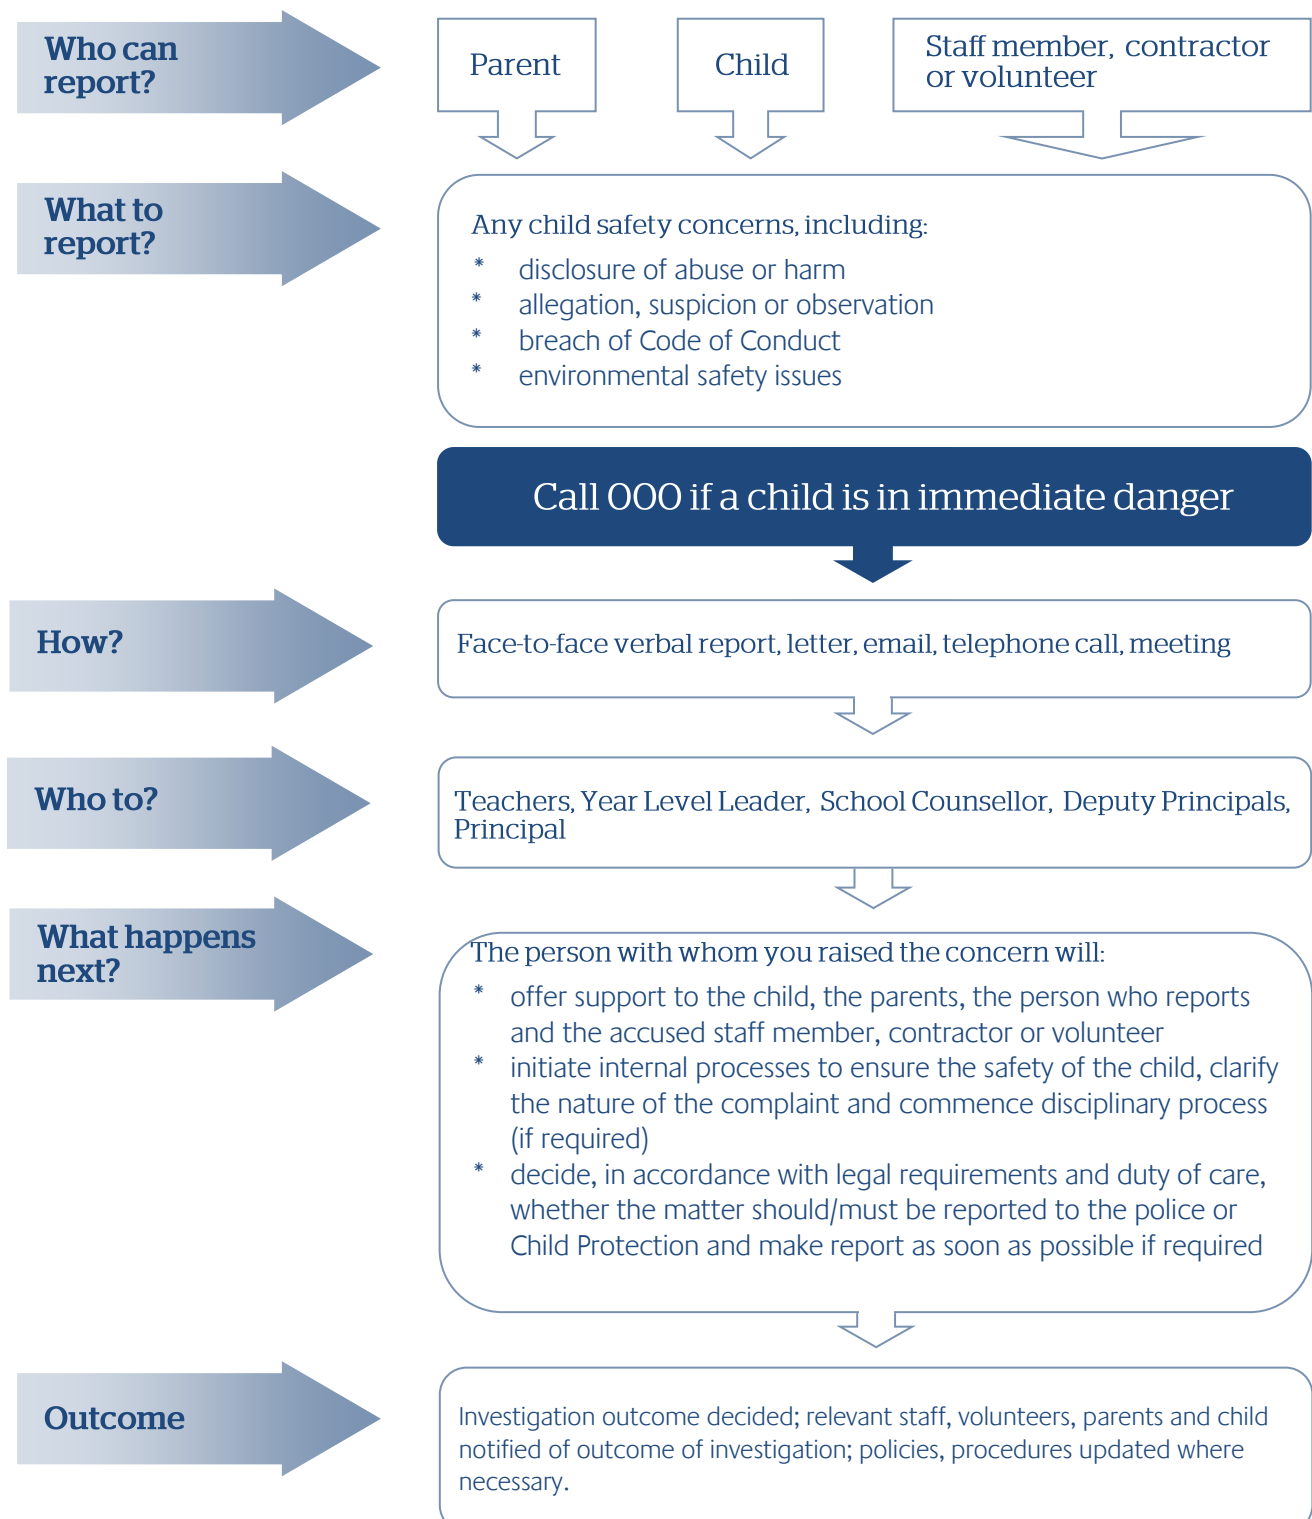 Who can
report?
Parent
Child
Staff member, contractor
or volunteer
What to
report?
Any child safety concerns, including:
* disclosure of abuse or harm
* allegation, suspicion or observation
* breach of Code of Conduct
* environmental safety issues
Call 000 if a child is in immediate danger
How?
Face-to-face verbal report, letter, email, telephone call, meeting
Who to?
Teachers, Year Level Leader, School Counsellor, Deputy Principals,
Principal
What happens
next?
The person with whom you raised the concern will:
* offer support to the child, the parents, the person who reports
and the accused staff member, contractor or volunteer
* initiate internal processes to ensure the safety of the child, clarify
the nature of the complaint and commence disciplinary process
(if required)
* decide, in accordance with legal requirements and duty of care,
whether the matter should/must be reported to the police or
Child Protection and make report as soon as possible if required
Outcome
Investigation outcome decided; relevant staff, volunteers, parents and child
notified of outcome of investigation; policies, procedures updated where
necessary.